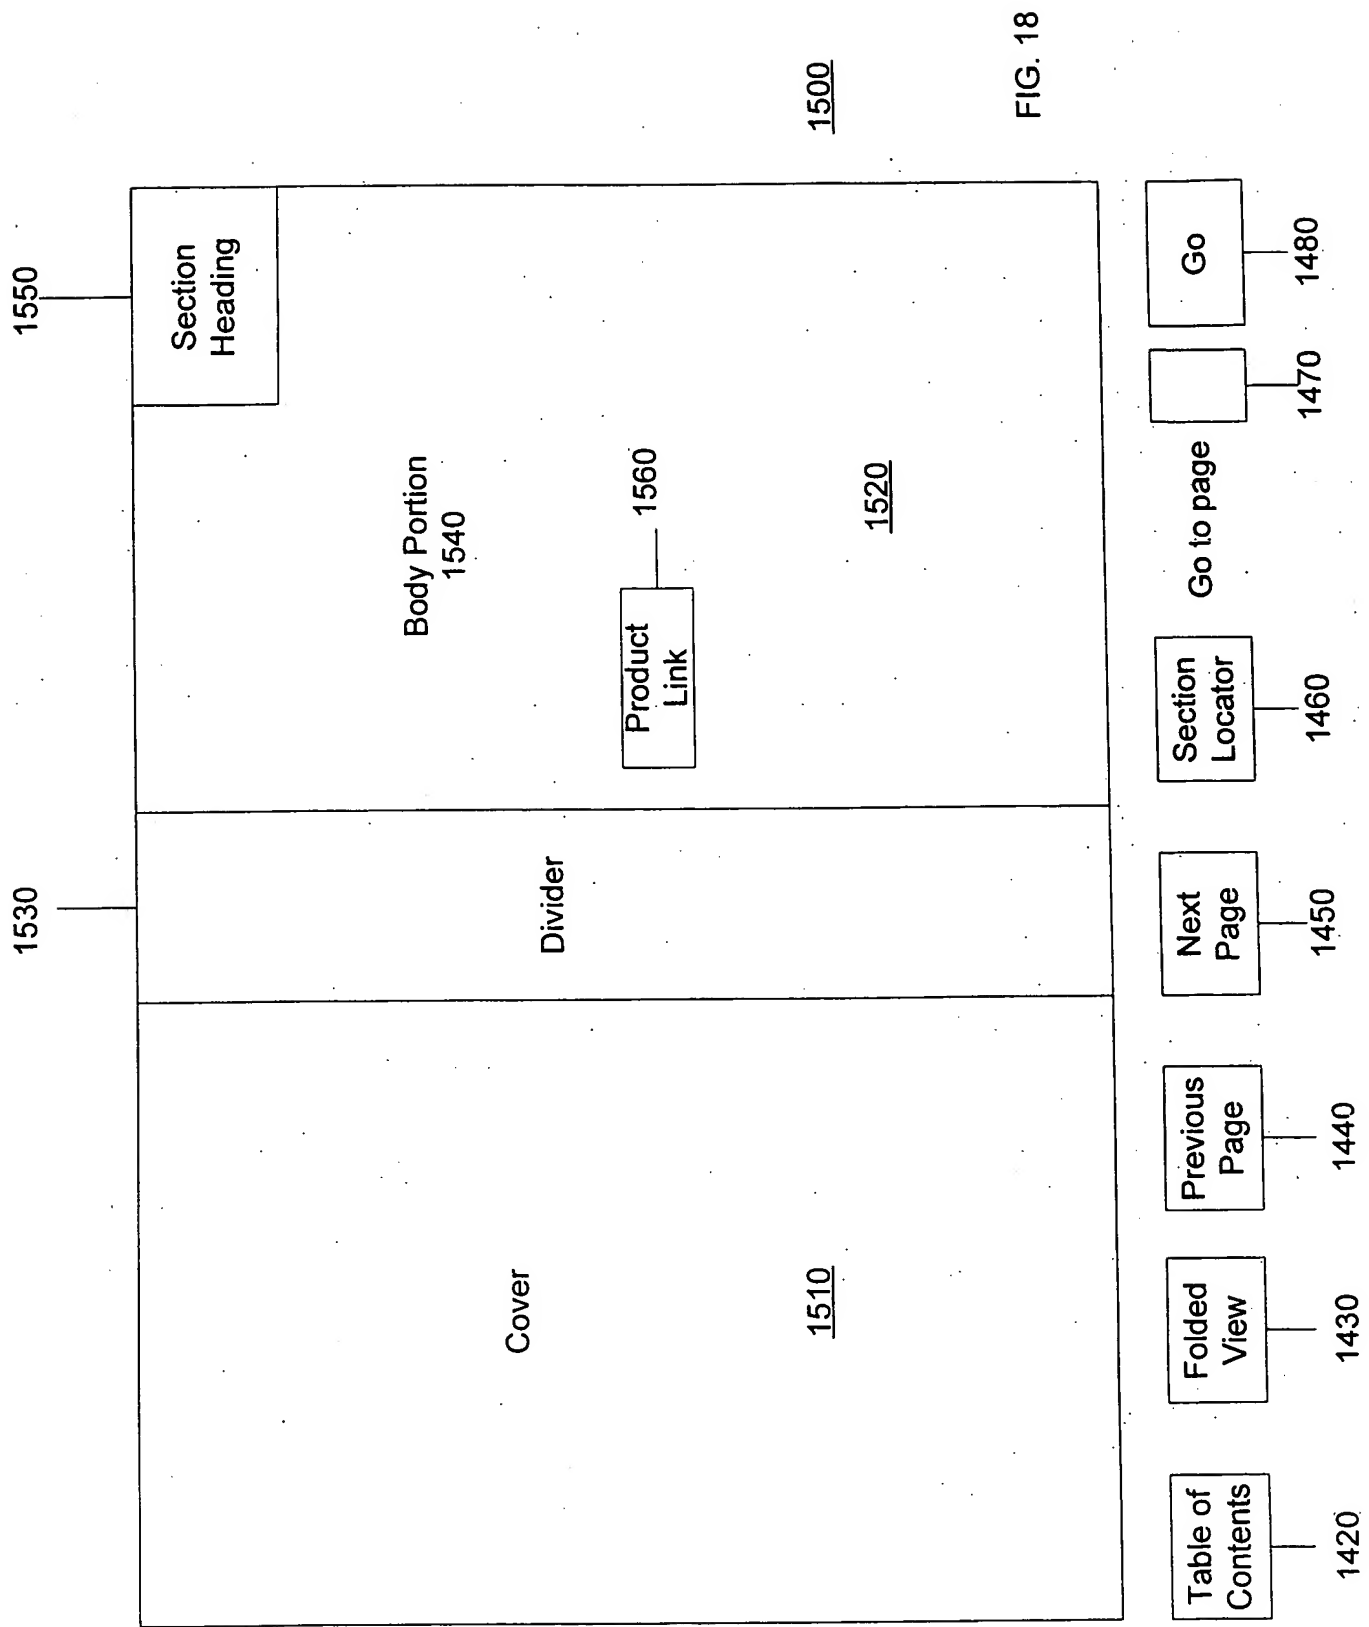 1530
1550
Section
Heading
Cover
Divider
Body Portion
1540
Product
Link
1560
1510
1520
1500
Table of
Contents
Folded
View
Previous
Page
Next
Page
Section
Locator
Go to page
Go
1420
1430
1440
1450
1460
1470
1480
FIG. 18